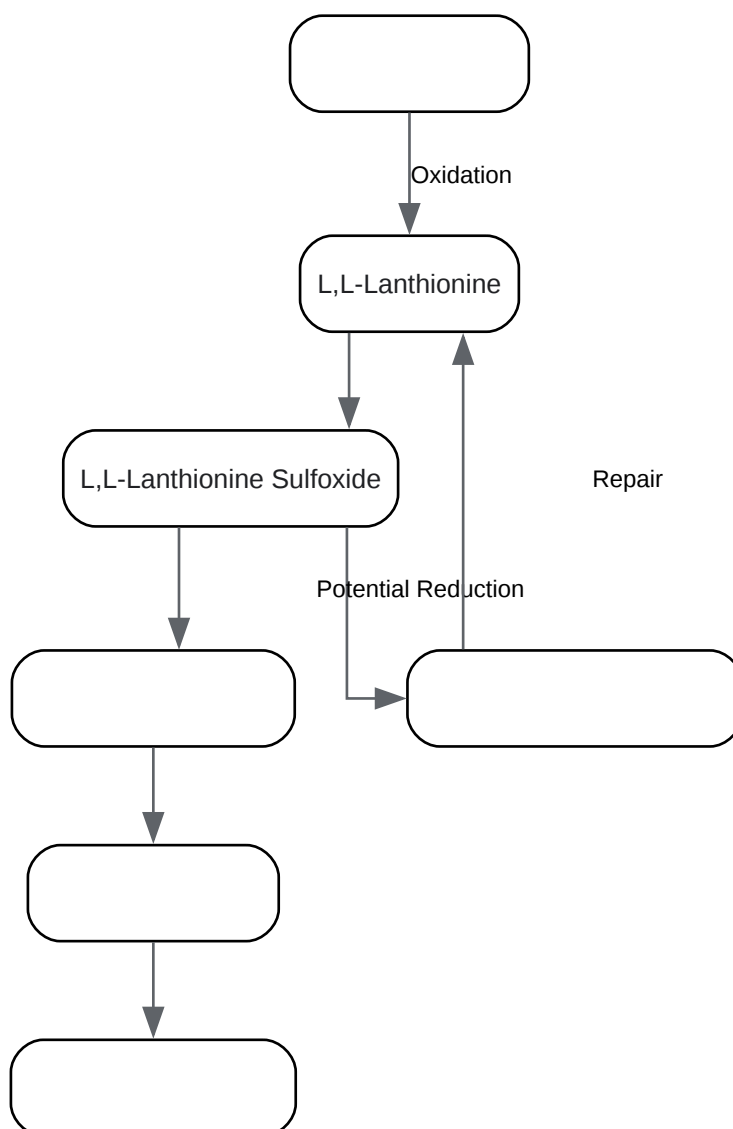 Oxidation
L,L-Lanthionine
L,L-Lanthionine Sulfoxide
Repair
Potential Reduction